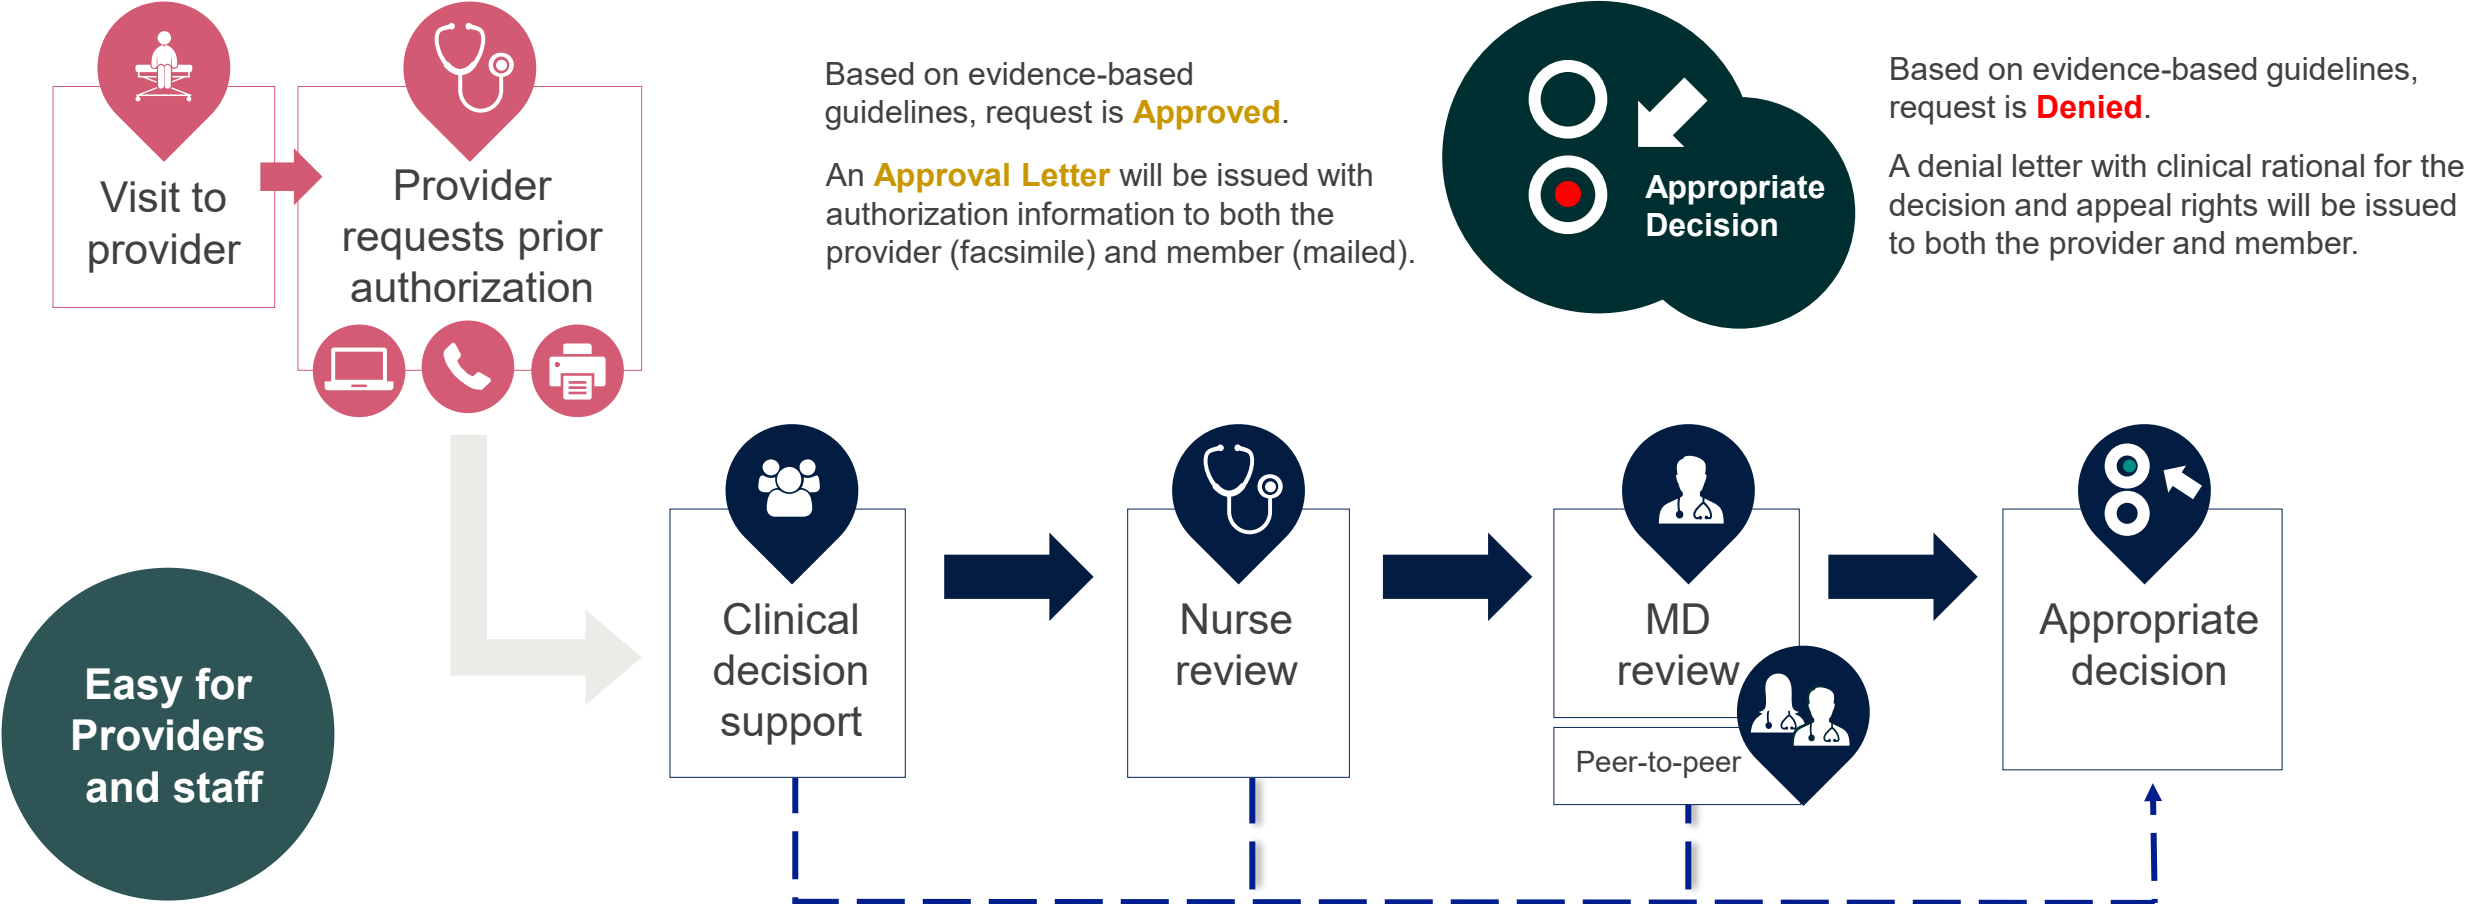 Visit to
provider
Provider
requests prior
authorization
Based on evidence-based
guidelines, request is Approved.
An Approval Letter will be issued with
authorization information to both the
provider (facsimile) and member (mailed).
Appropriate
Decision
Based on evidence-based guidelines,
request is Denied.
A denial letter with clinical rational for the
decision and appeal rights will be issued
to both the provider and member.
Easy for
Providers
and staff
Clinical
decision
support
Nurse
review
MD
review
Peer-to-peer
Appropriate
decision